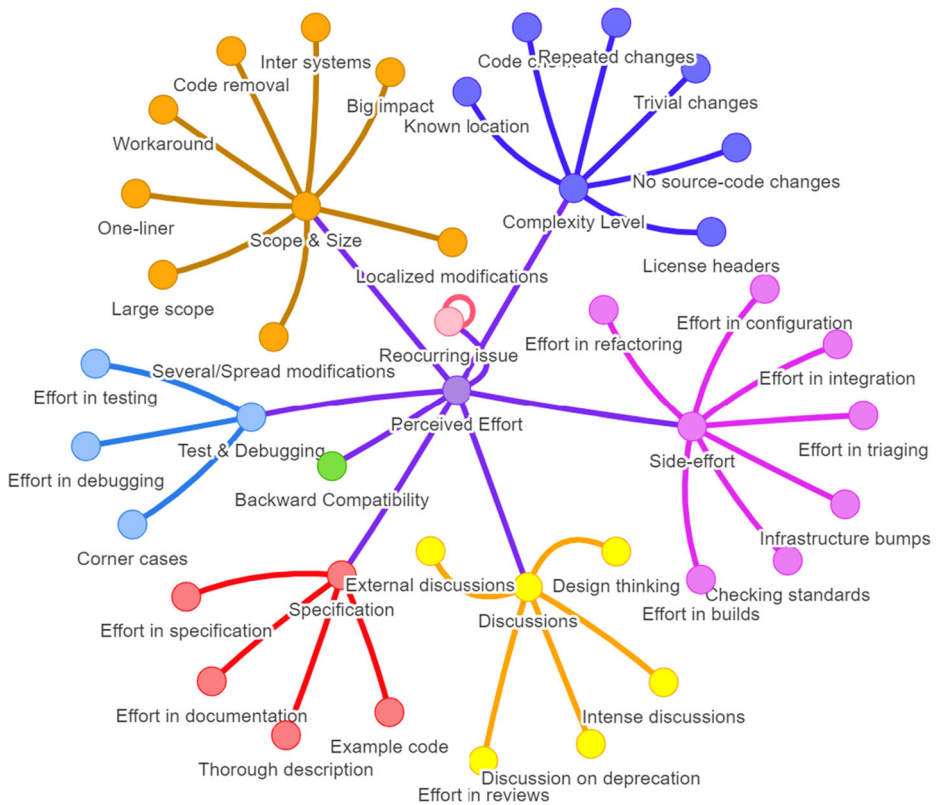 Inter systems
Code removal
Big impact
Workaround
One-liner
Scope & Size
Large scope
Localized modifications
Several/Spread modifications
Code
Repeated changes
Known location
Trivial changes
No source-code changes
Complexity Level
License headers
Reocurring issue
Perceived Effort
Effort in refactoring
Effort in configuration
Effort in integration
Effort in triaging
Side-effort
Infrastructure bumps
Checking standards
Effort in builds
Effort in testing
Test & Debugging
Effort in debugging
Corner cases
Backward Compatibility
Specification
Effort in specification
Effort in documentation
Thorough description
Example code
External discussions
Design thinking
Discussions
Intense discussions
Discussion on deprecation
Effort in reviews